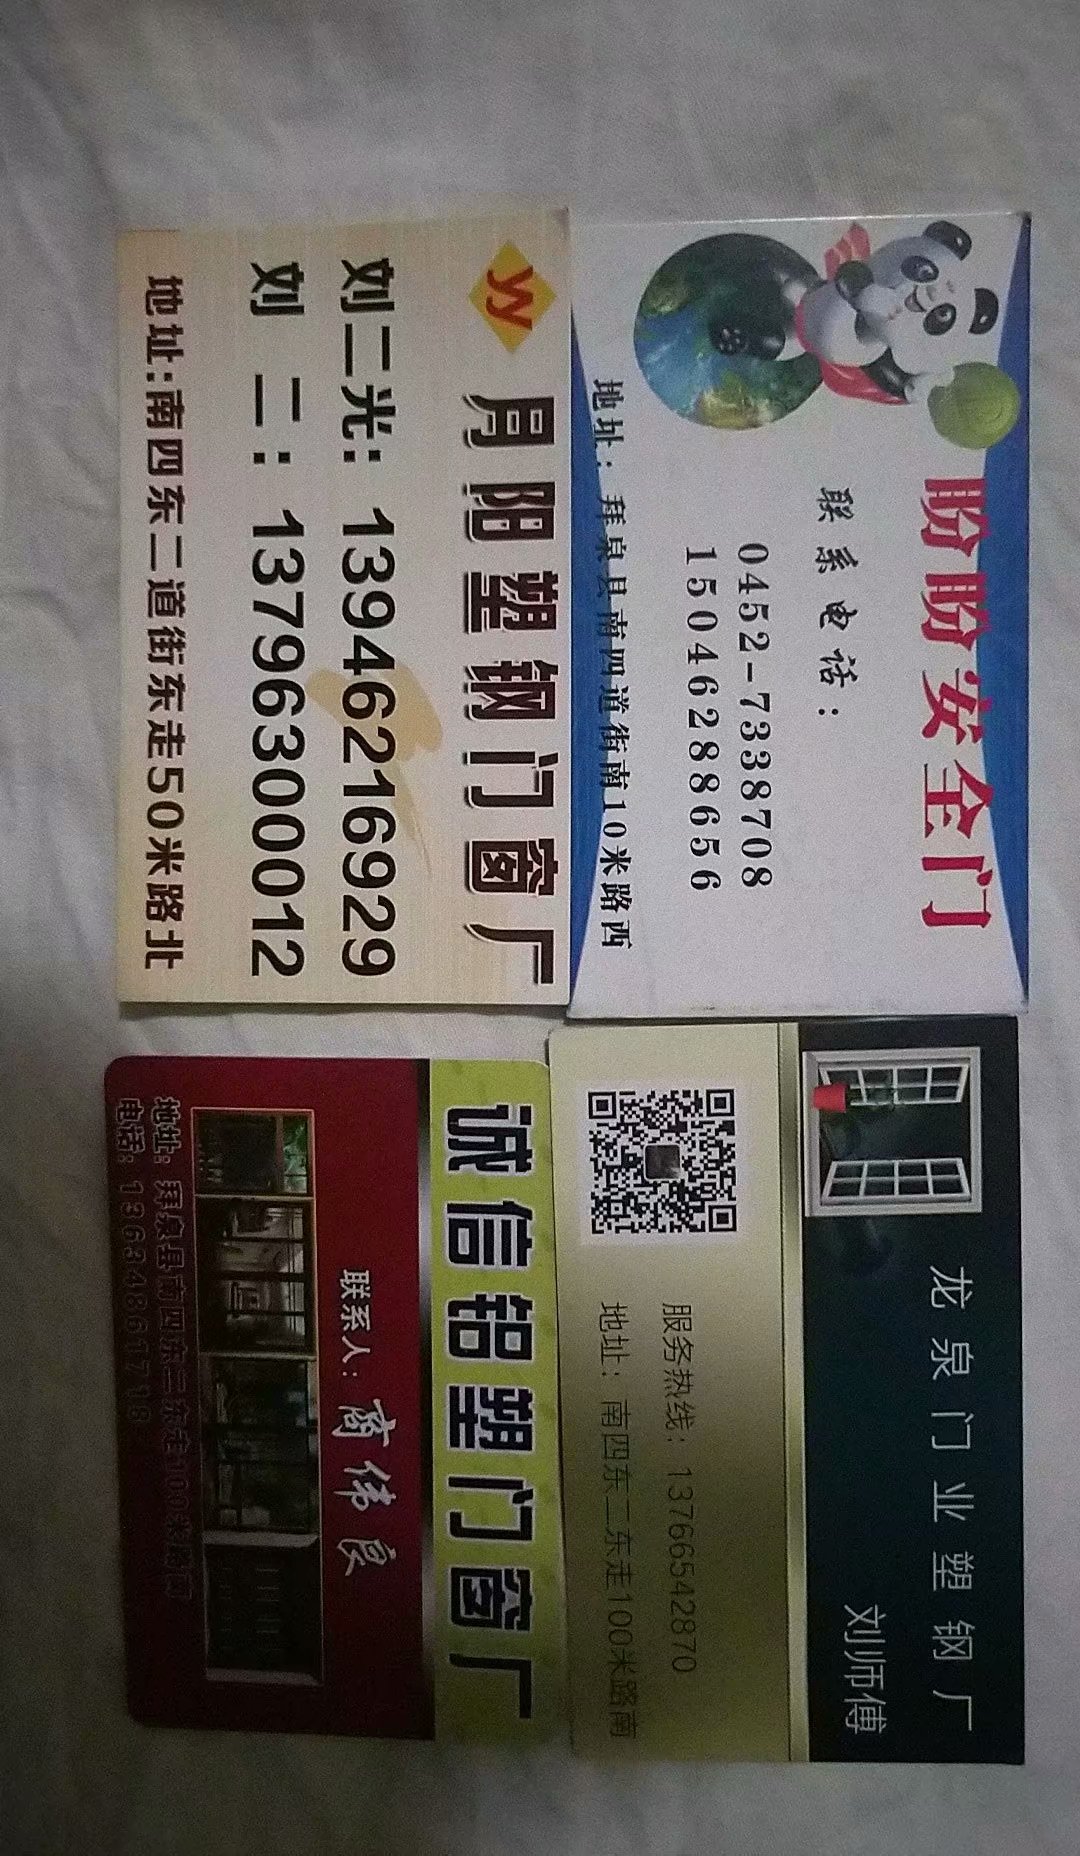 盼盼安全门
联系电话：
0452-7338708
15046288656
地址：拜泉县南四道街南10米路西
龙泉门业塑钢厂
刘师傅
服务热线：13766542870
地址：南四东二东走100米路南
yy
月阳塑钢门窗厂
刘二光：13946216929
刘 二：13796300012
地址：南四东二道街东走50米路北
诚信铝塑门窗厂
联系人：商伟良
地址：拜泉县南四东二东走100米路南
电话：13634861718